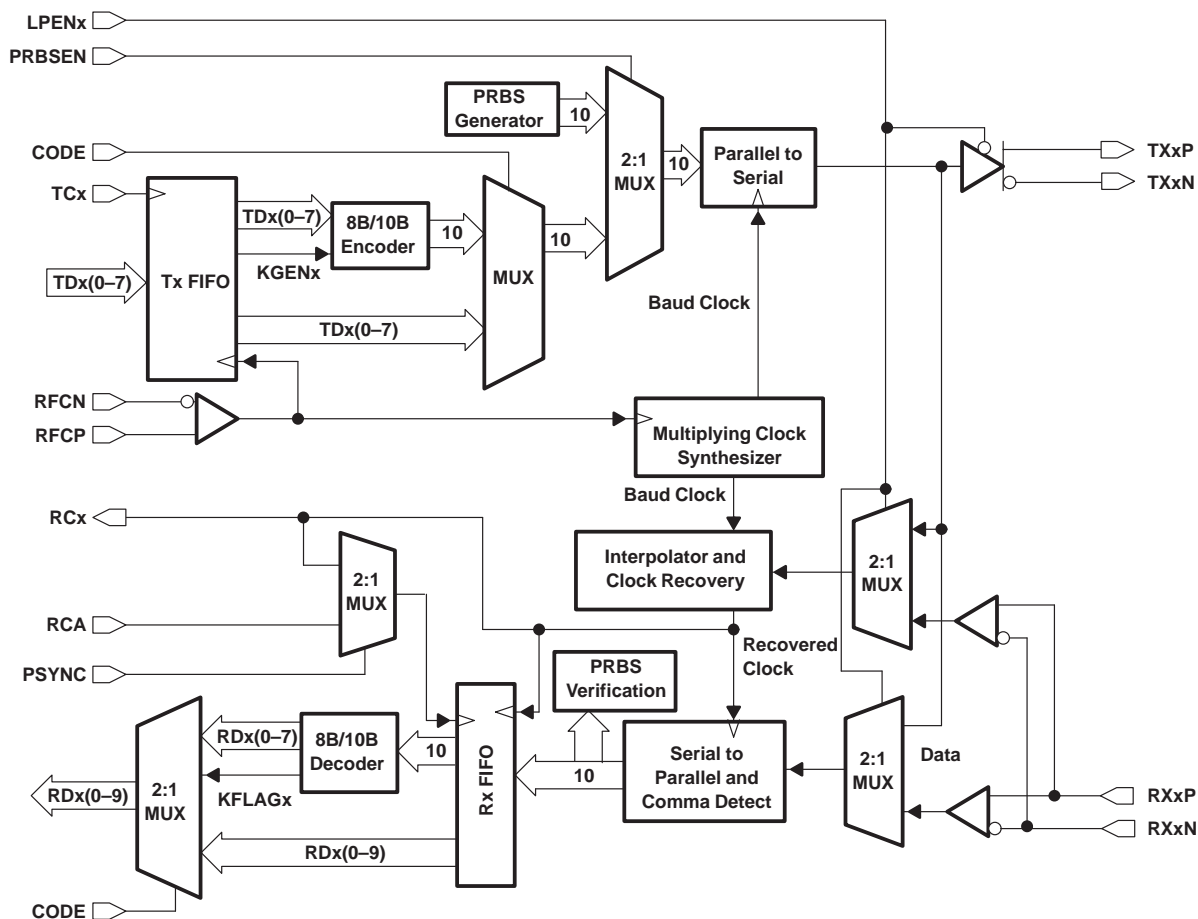 LPENx
PRBSEN
PRBS
Generator
10
2:1
MUX
10
Parallel to
Serial
TXxP
TXxN
CODE
TCx
TDx(0–7)
8B/10B
Encoder
10
MUX
10
KGENx
TDx(0–7)
Tx FIFO
TDx(0–7)
Baud Clock
RFCN
RFCP
Multiplying Clock
Synthesizer
Baud Clock
RCx
Interpolator and
Clock Recovery
2:1
MUX
2:1
MUX
RCA
PSYNC
Recovered
Clock
PRBS
Verification
RDx(0–7)
8B/10B
Decoder
10
Rx FIFO
10
Serial to
Parallel and
Comma Detect
2:1
MUX
Data
RDx(0–9)
2:1
MUX
KFLAGx
RXxP
RXxN
RDx(0–9)
CODE